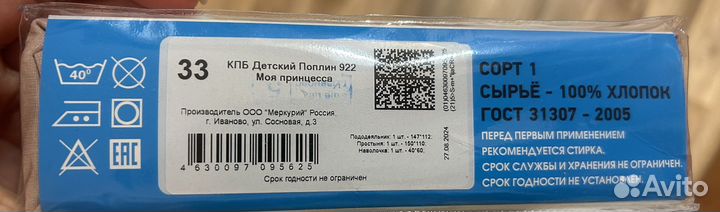 40°
EAC
33
КПБ Детский Поплин 922
Моя принцесса
Производитель ООО "Меркурий" Россия.
г. Иваново, ул. Сосновая, д.3
4 630097 095625
Срок годности не ограничен
Пододеяльник: 1 шт. - 147*112;
Простыня: 1 шт. - 150*110;
Наволочка: 1 шт. - 40*60;
27.08.2024
СОРТ 1
СЫРЬЁ - 100% ХЛОПОК
ГОСТ 31307 - 2005
ПЕРЕД ПЕРВЫМ ПРИМЕНЕНИЕМ
РЕКОМЕНДУЕТСЯ СТИРКА.
СРОК СЛУЖБЫ И ХРАНЕНИЯ НЕ ОГРАНИЧЕН.
СРОК ГОДНОСТИ НЕ УСТАНОВЛЕН.
Avito